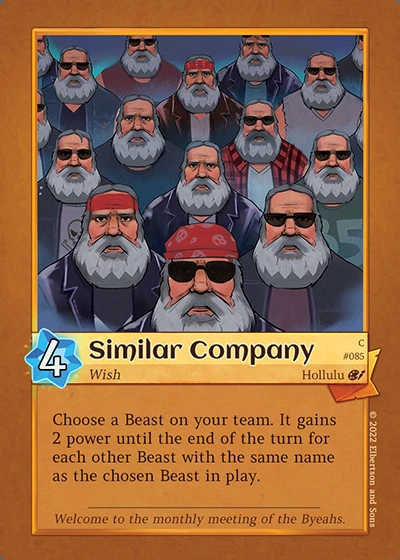 4
Similar Company
C
#085
Wish
Hollulu
Choose a Beast on your team. It gains
2 power until the end of the turn for
each other Beast with the same name
as the chosen Beast in play.
Welcome to the monthly meeting of the Byeahs.
© 2022 Elbertson and Sons
85